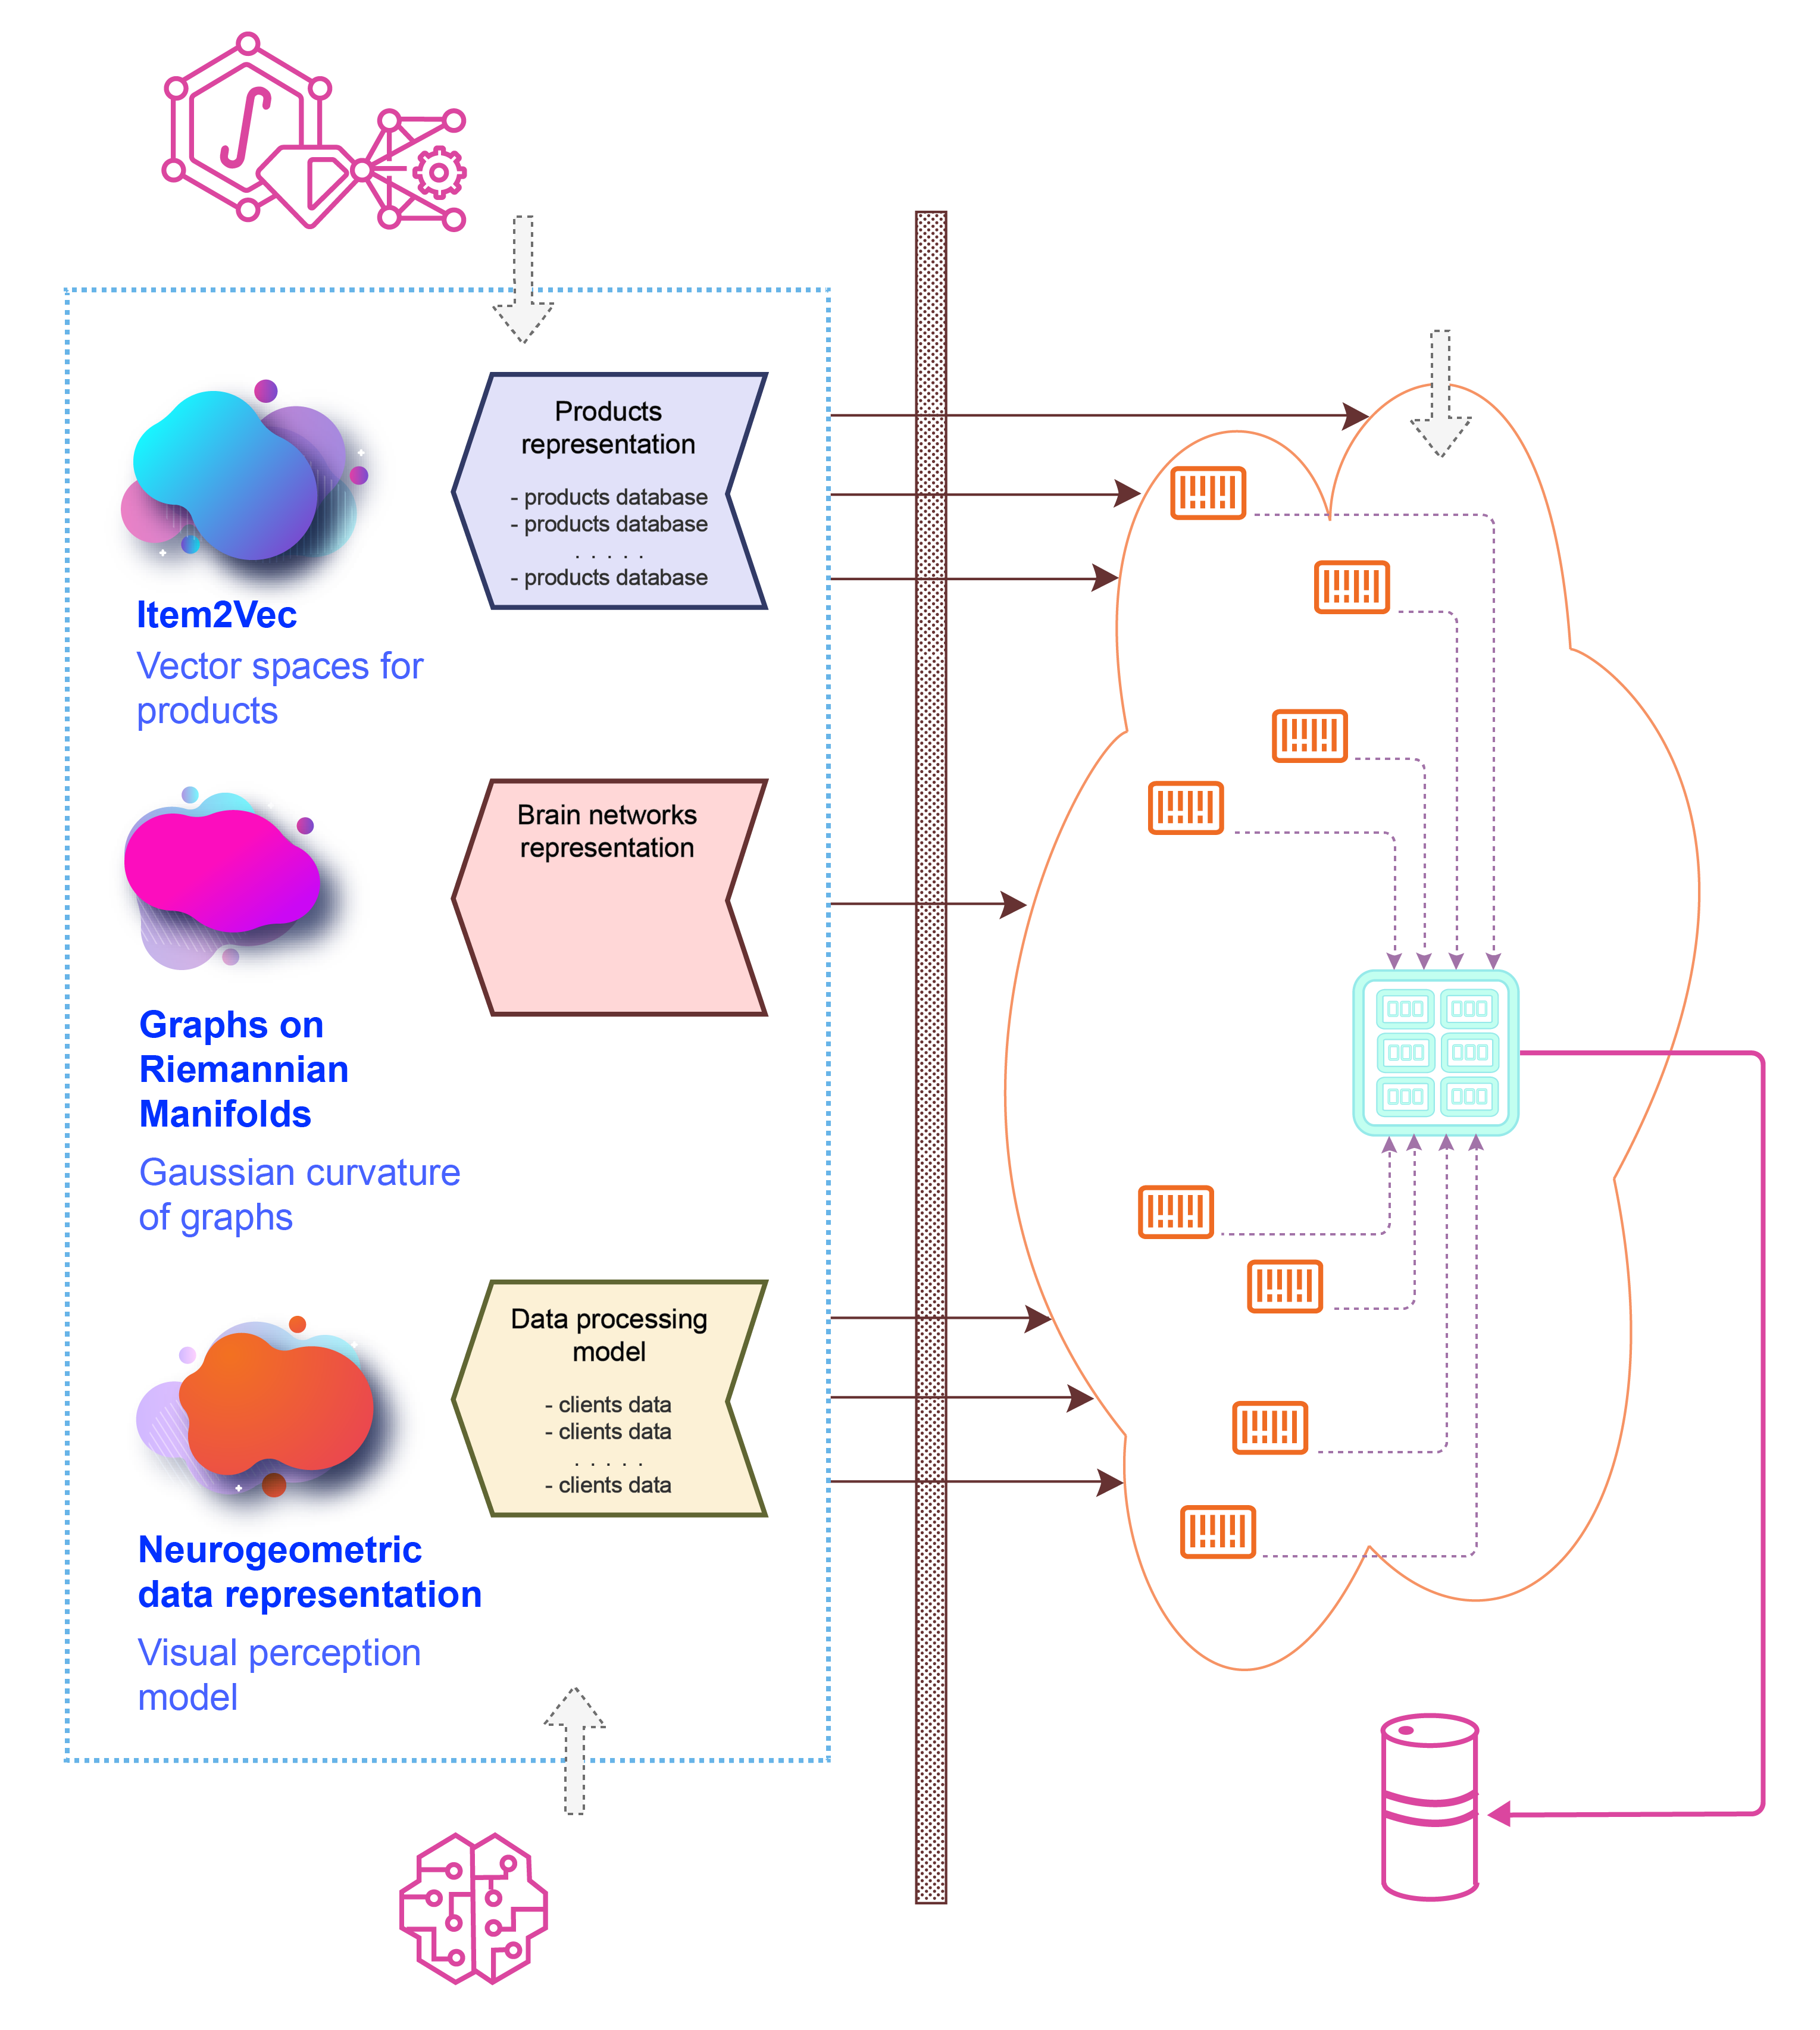 Products
representation
- products database
- products database
. . . . .
- products database
Item2Vec
Vector spaces for
products
Brain networks
representation
Graphs on
Riemannian
Manifolds
Gaussian curvature
of graphs
Data processing
model
- clients data
- clients data
. . . . .
- clients data
Neurogeometric
data representation
Visual perception
model